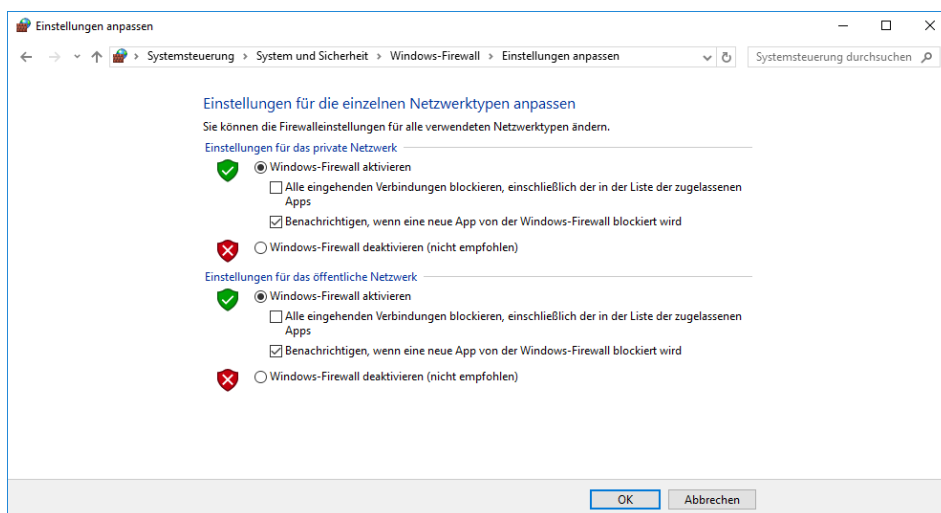 Einstellungen anpassen
Systemsteuerung > System und Sicherheit > Windows-Firewall > Einstellungen anpassen
Systemsteuerung durchsuchen
Einstellungen für die einzelnen Netzwerktypen anpassen
Sie können die Firewalleinstellungen für alle verwendeten Netzwerktypen ändern.
Einstellungen für das private Netzwerk
Windows-Firewall aktivieren
Alle eingehenden Verbindungen blockieren, einschließlich der in der Liste der zugelassenen
Apps
Benachrichtigen, wenn eine neue App von der Windows-Firewall blockiert wird
Windows-Firewall deaktivieren (nicht empfohlen)
Einstellungen für das öffentliche Netzwerk
Windows-Firewall aktivieren
Alle eingehenden Verbindungen blockieren, einschließlich der in der Liste der zugelassenen
Apps
Benachrichtigen, wenn eine neue App von der Windows-Firewall blockiert wird
Windows-Firewall deaktivieren (nicht empfohlen)
OK
Abbrechen